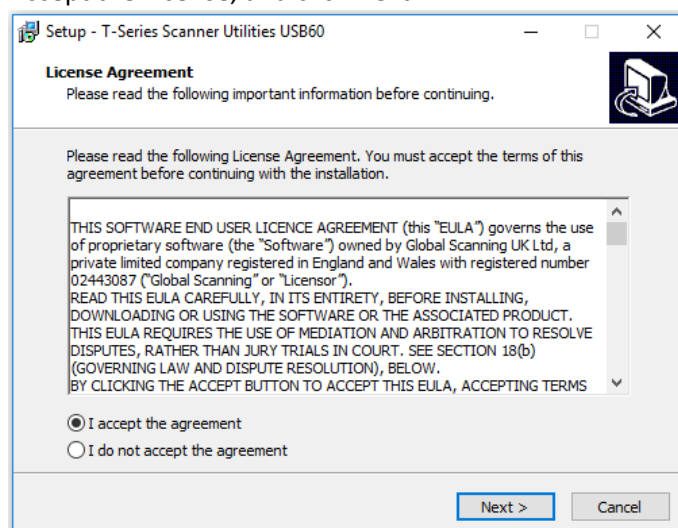 Setup - T-Series Scanner Utilities USB60
License Agreement
Please read the following important information before continuing.
Please read the following License Agreement. You must accept the terms of this
agreement before continuing with the installation.
THIS SOFTWARE END USER LICENCE AGREEMENT (this "EULA") governs the use
of proprietary software (the "Software") owned by Global Scanning UK Ltd, a
private limited company registered in England and Wales with registered number
02443087 ("Global Scanning" or "Licensor").
READ THIS EULA CAREFULLY, IN ITS ENTIRETY, BEFORE INSTALLING,
DOWNLOADING OR USING THE SOFTWARE OR THE ASSOCIATED PRODUCT.
THIS EULA REQUIRES THE USE OF MEDIATION AND ARBITRATION TO RESOLVE
DISPUTES, RATHER THAN JURY TRIALS IN COURT. SEE SECTION 18(b)
(GOVERNING LAW AND DISPUTE RESOLUTION), BELOW.
BY CLICKING THE ACCEPT BUTTON TO ACCEPT THIS EULA, ACCEPTING TERMS
I accept the agreement
I do not accept the agreement
Next >
Cancel